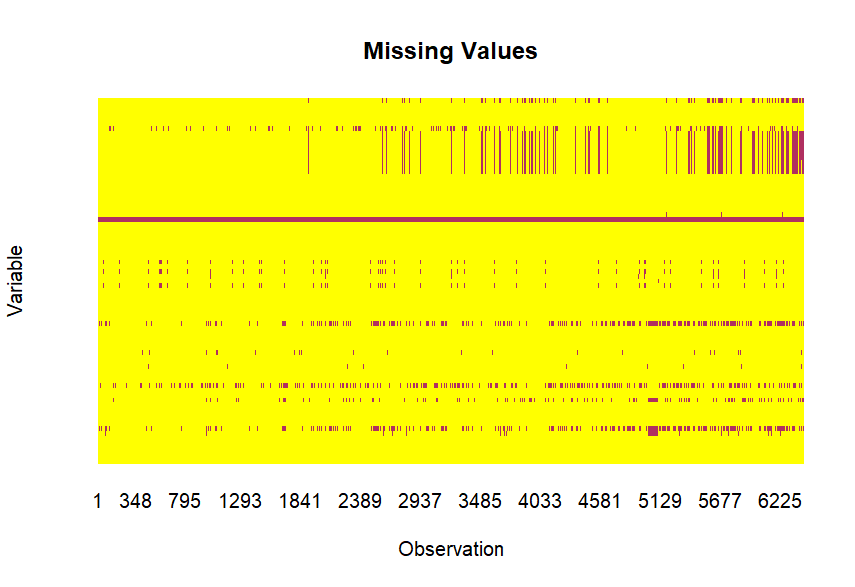 Missing Values
Variable
1 348 795 1293 1841 2389 2937 3485 4033 4581 5129 5677 6225
Observation